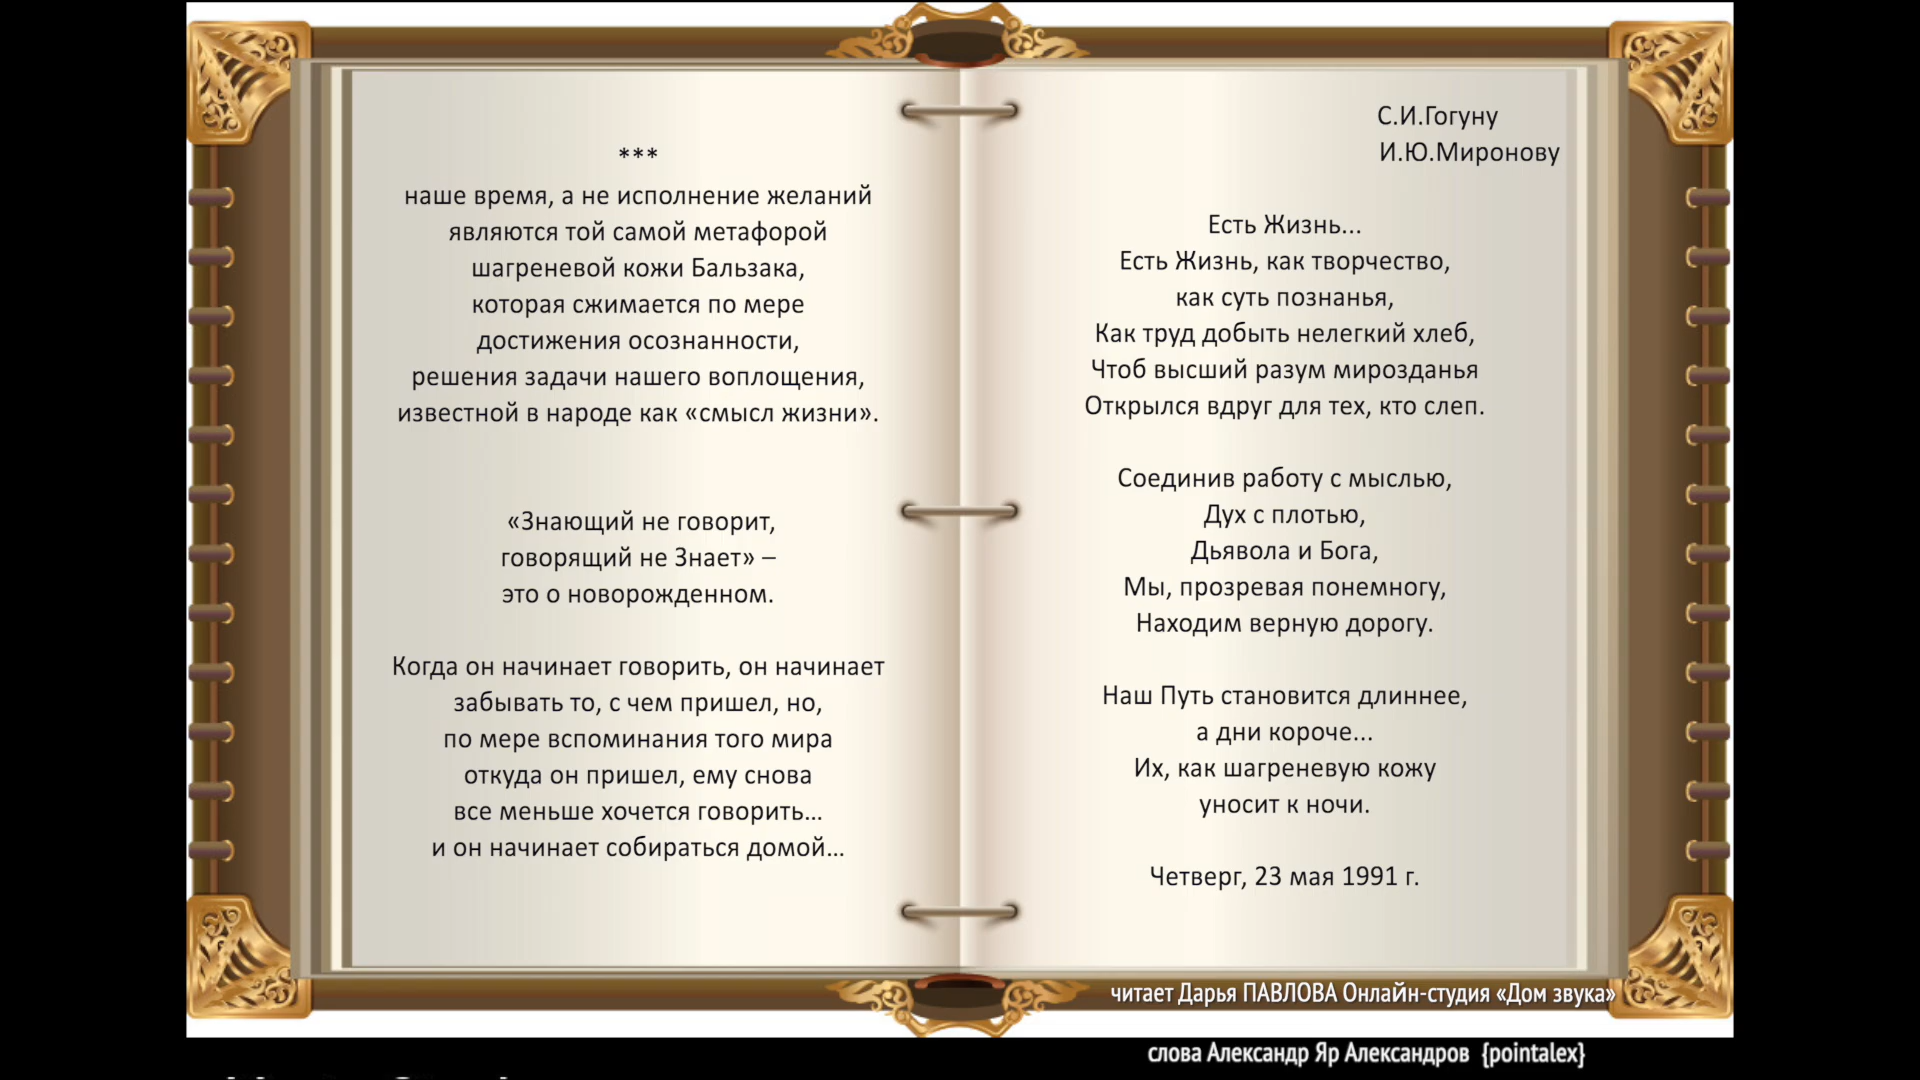 ***
наше время, а не исполнение желаний
являются той самой метафорой
шагреневой кожи Бальзака,
которая сжимается по мере
достижения осознанности,
решения задачи нашего воплощения,
известной в народе как «смысл жизни».
«Знающий не говорит,
говорящий не Знает» –
это о новорожденном.
Когда он начинает говорить, он начинает
забывать то, с чем пришел, но,
по мере вспоминания того мира
откуда он пришел, ему снова
все меньше хочется говорить...
и он начинает собираться домой...
С.И.Гогуну
И.Ю.Миронову
Есть Жизнь...
Есть Жизнь, как творчество,
как суть познанья,
Как труд добыть нелегкий хлеб,
Чтоб высший разум мирозданья
Открылся вдруг для тех, кто слеп.
Соединив работу с мыслью,
Дух с плотью,
Дьявола и Бога,
Мы, прозревая понемногу,
Находим верную дорогу.
Наш Путь становится длиннее,
а дни короче...
Их, как шагреневую кожу
уносит к ночи.
Четверг, 23 мая 1991 г.
читает Дарья ПАВЛОВА Онлайн-студия «Дом звука»
слова Александр Яр Александров {pointalex}